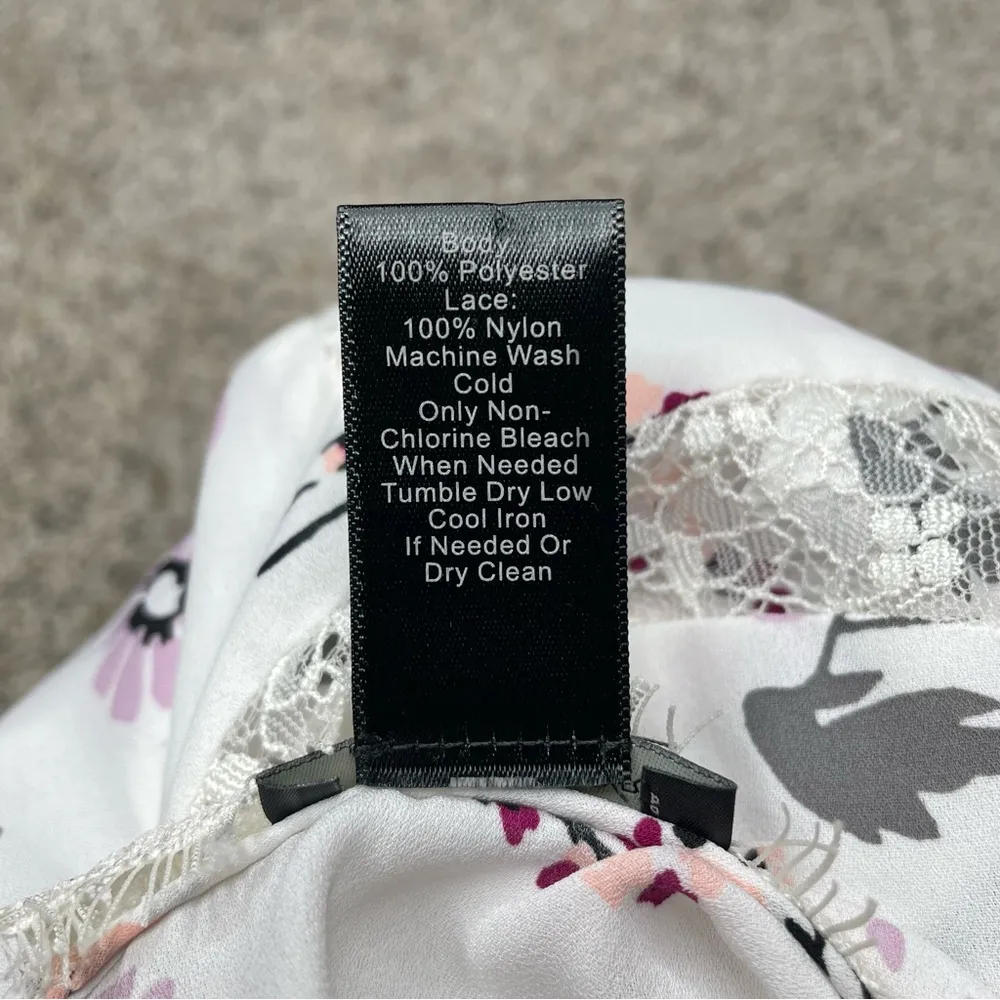 Body
100% Polyester
Lace:
100% Nylon
Machine Wash
Cold
Only Non-
Chlorine Bleach
When Needed
Tumble Dry Low
Cool Iron
If Needed Or
Dry Clean